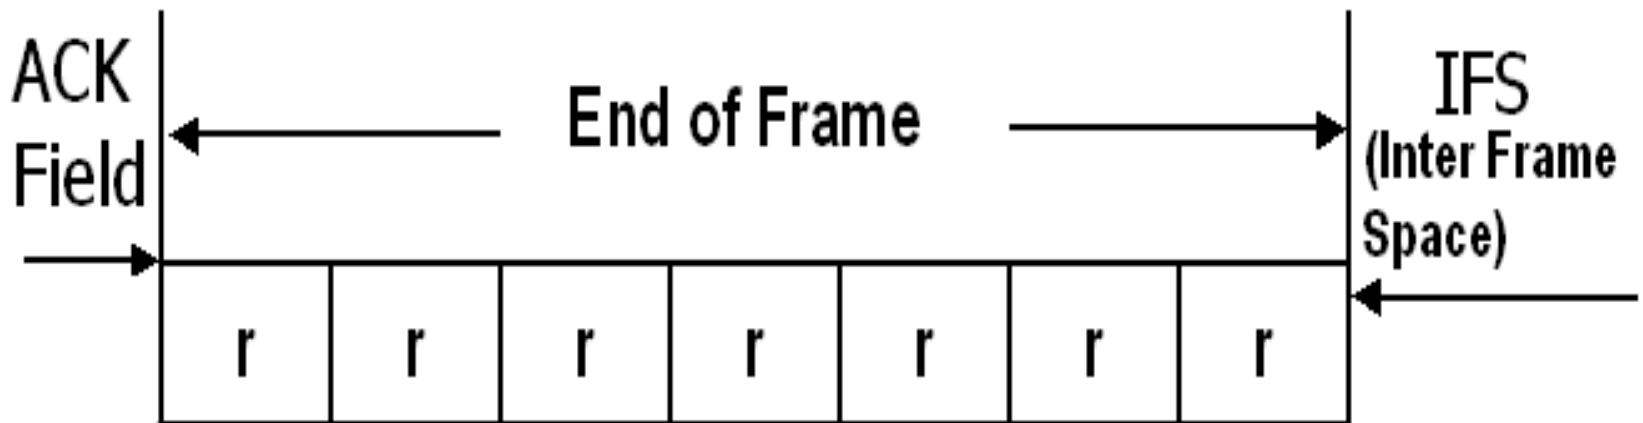 ACK
Field
End of Frame
IFS
(Inter Frame
Space)
r r r r r r r